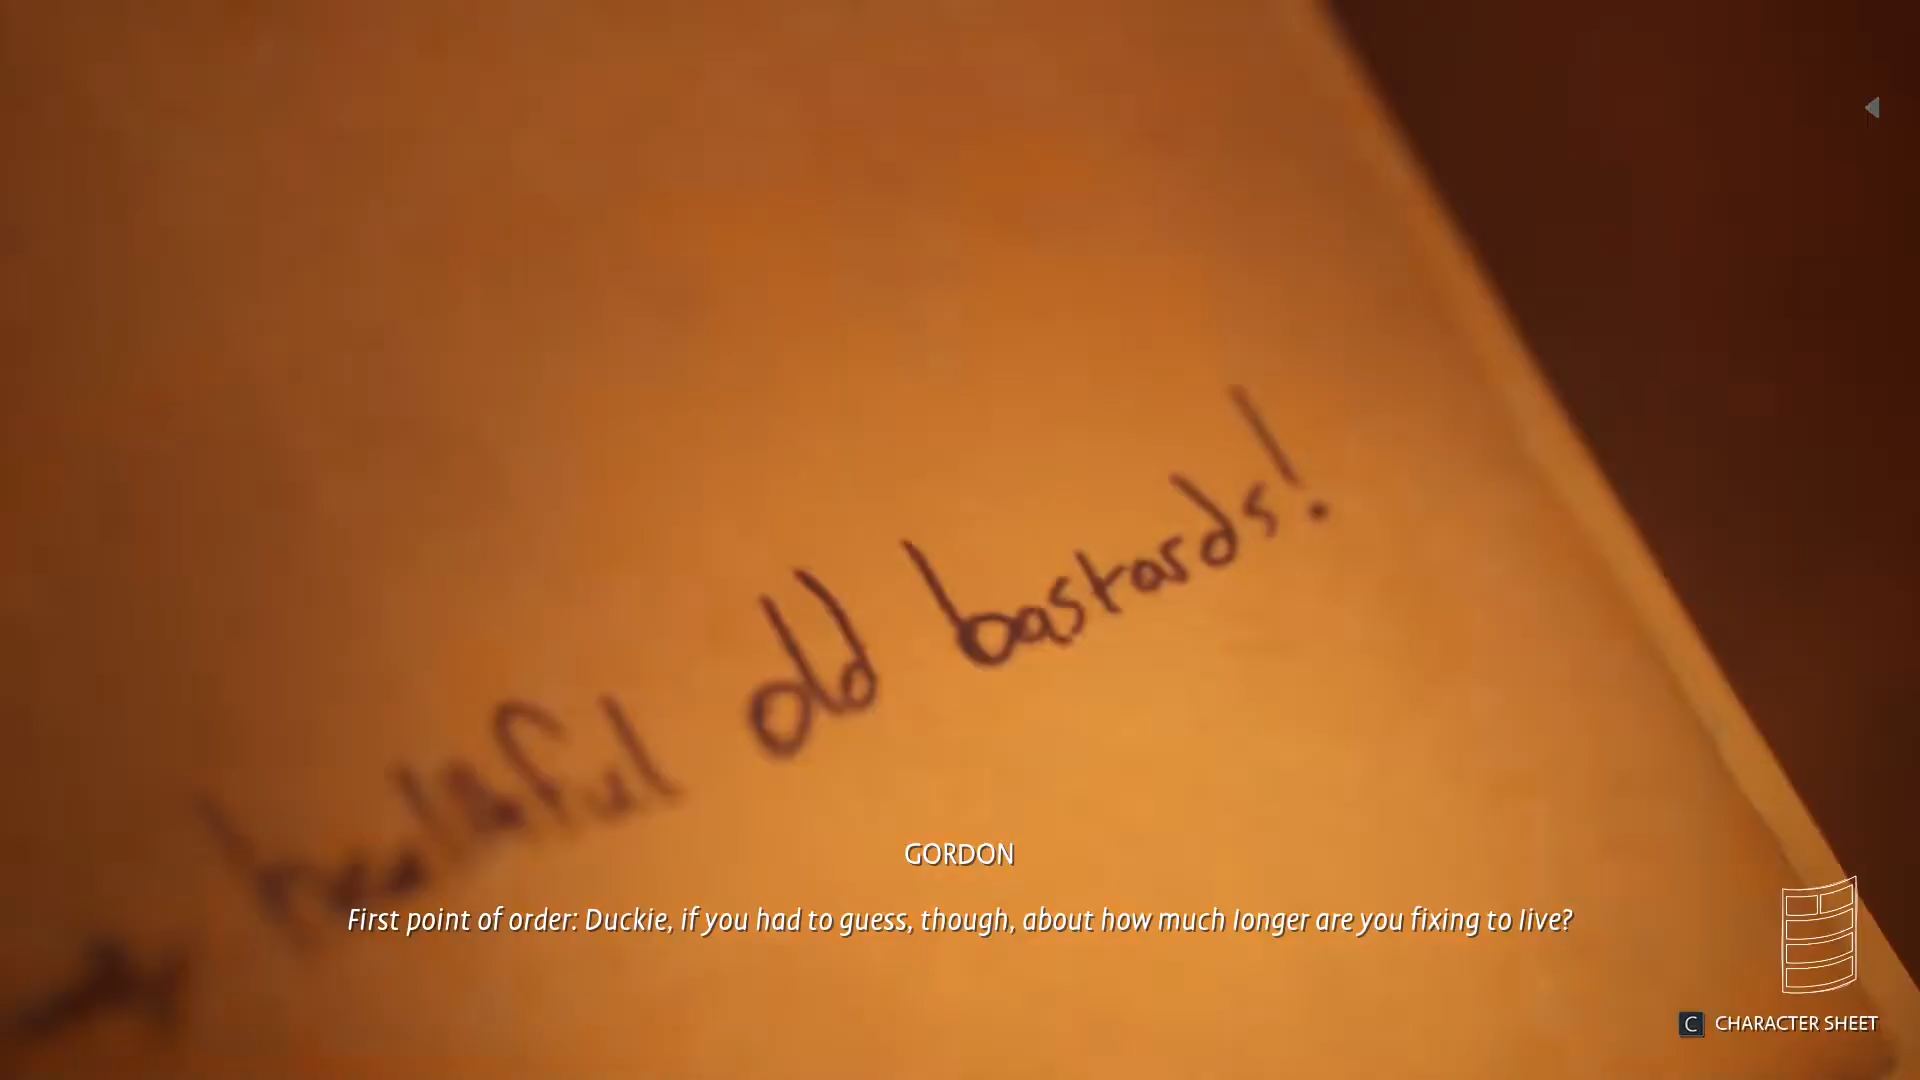 healthful old bastards!
GORDON
First point of order: Duckie, if you had to guess, though, about how much longer are you fixing to live?
C CHARACTER SHEET